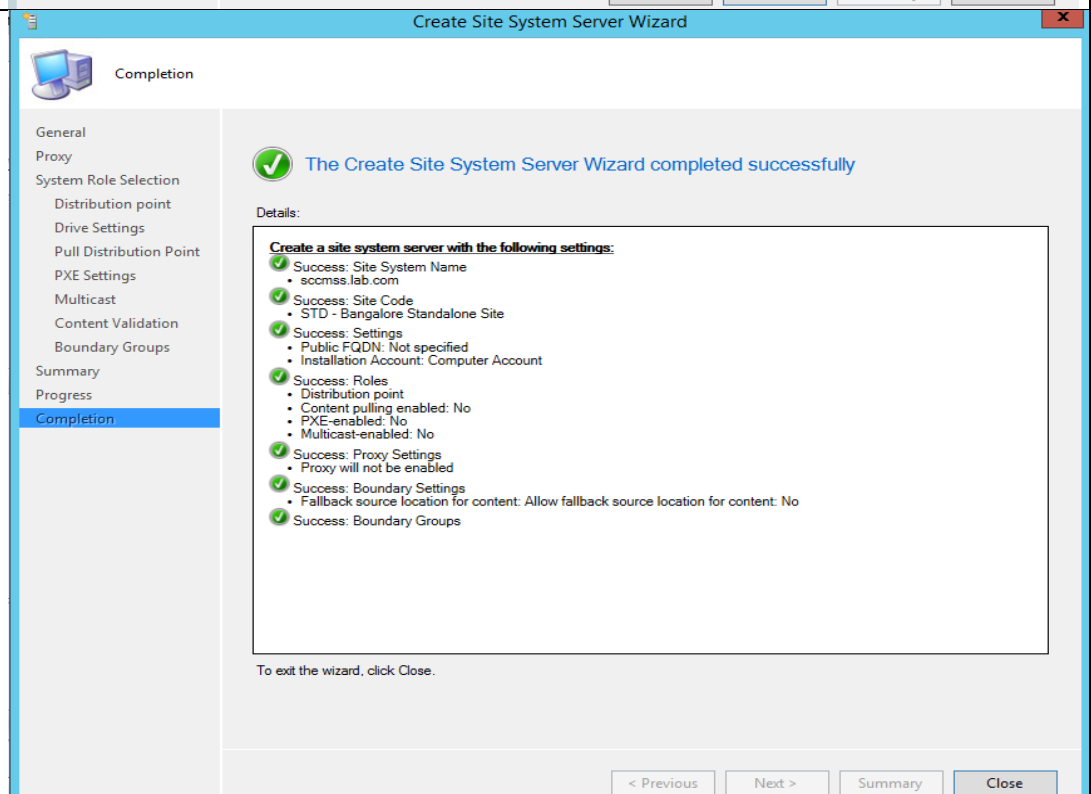 Create Site System Server Wizard
x
Completion
General
Proxy
System Role Selection
Distribution point
Drive Settings
Pull Distribution Point
PXE Settings
Multicast
Content Validation
Boundary Groups
Summary
Progress
Completion
The Create Site System Server Wizard completed successfully
Details:
Create a site system server with the following settings:
Success: Site System Name
• sccmss.lab.com
Success: Site Code
• STD - Bangalore Standalone Site
Success: Settings
• Public FQDN: Not specified
• Installation Account: Computer Account
Success: Roles
• Distribution point
• Content pulling enabled: No
• PXE-enabled: No
• Multicast-enabled: No
Success: Proxy Settings
• Proxy will not be enabled
Success: Boundary Settings
• Fallback source location for content: Allow fallback source location for content: No
Success: Boundary Groups
To exit the wizard, click Close.
< Previous
Next >
Summary
Close